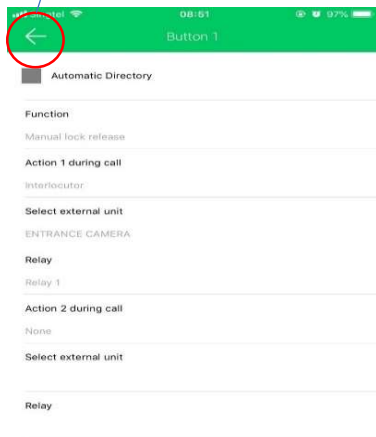 Singtel 08:51 97%
Button 1
Automatic Directory
Function
Manual lock release
Action 1 during call
Interlocutor
Select external unit
ENTRANCE CAMERA
Relay
Relay 1
Action 2 during call
None
Select external unit
Relay